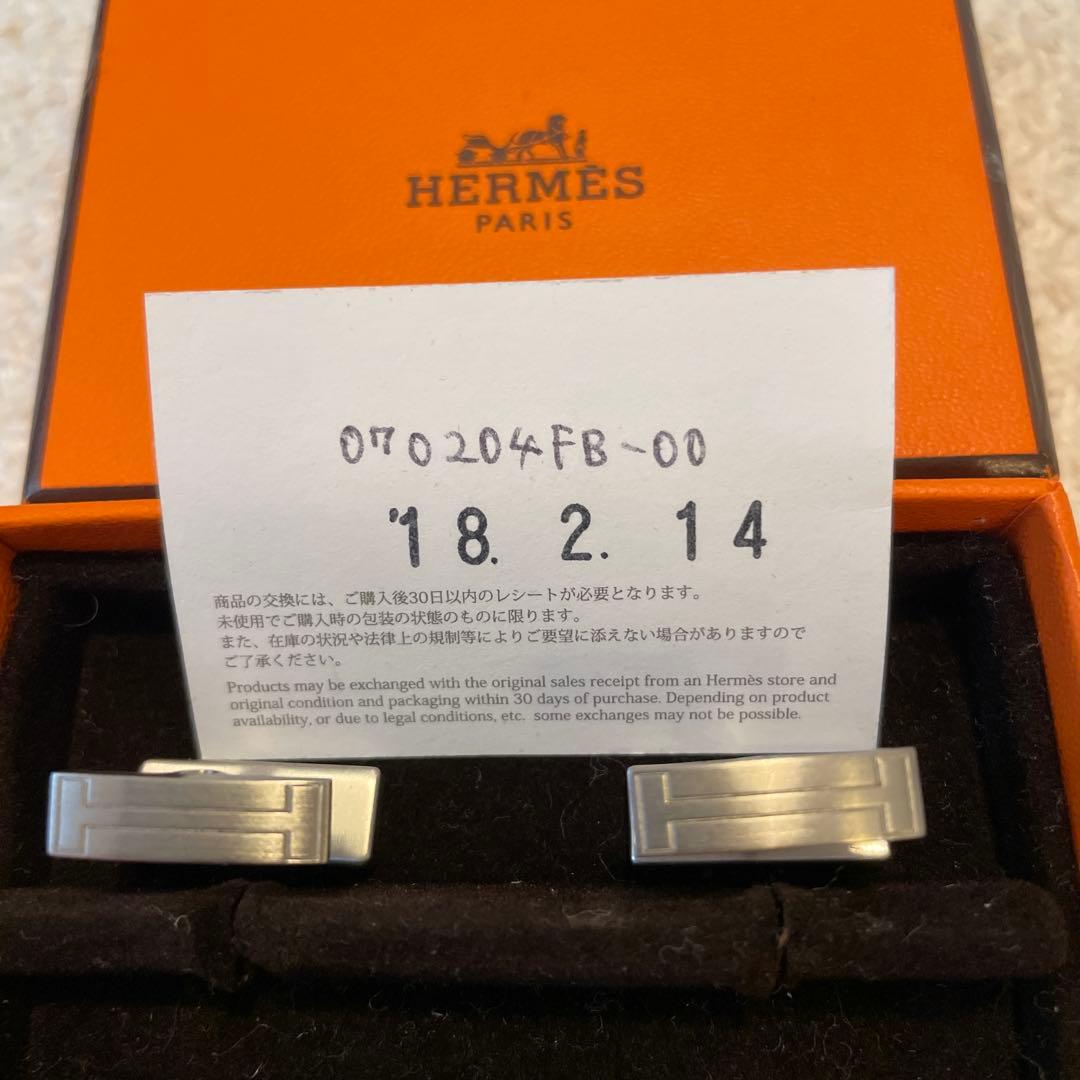 HERMÈS
PARIS
070204FB-00
'18. 2. 14
商品の交換には、ご購入後30日以内のレシートが必要となります。
未使用でご購入時の包装の状態のものに限ります。
また、在庫の状況や法律上の規制等によりご要望に添えない場合がありますので
ご了承ください。
Products may be exchanged with the original sales receipt from an Hermès store and
original condition and packaging within 30 days of purchase. Depending on product
availability, or due to legal conditions, etc. some exchanges may not be possible.